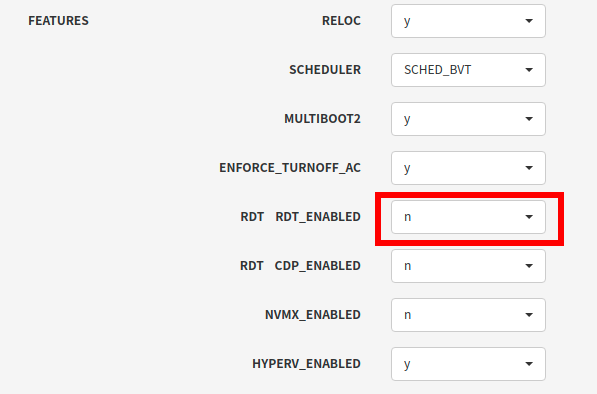 FEATURES RELOC y
SCHEDULER SCHED_BVT
MULTIBOOT2 y
ENFORCE_TURNOFF_AC y
RDT RDT_ENABLED n
RDT CDP_ENABLED n
NVMX_ENABLED n
HYPERV_ENABLED y